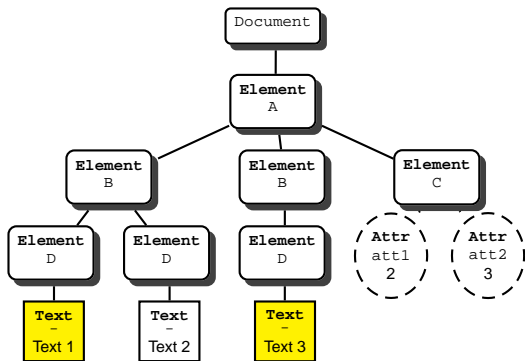 Document
Element
A
Element
B
Element
B
Element
C
Element
D
Element
D
Element
D
Attr
att1
2
Attr
att2
3
Text
–
Text 1
Text
–
Text 2
Text
–
Text 3